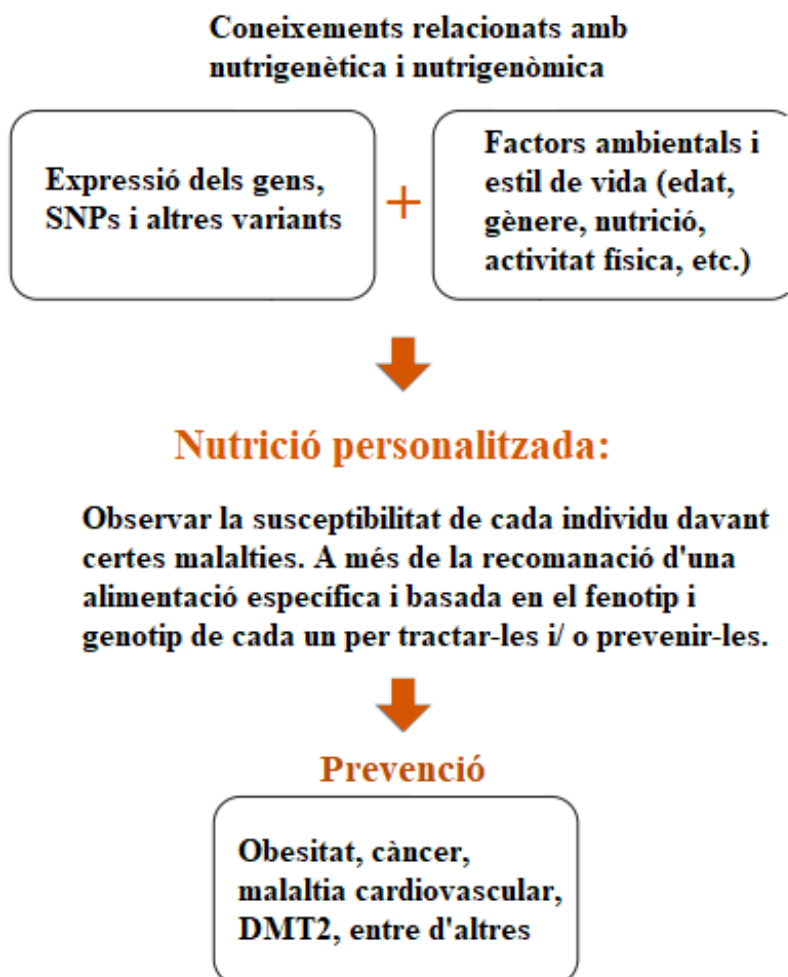 Coneixements relacionats amb
nutrigenètica i nutrigenòmica
Expressió dels gens,
SNPs i altres variants
+
Factors ambientals i
estil de vida (edat,
gènere, nutrició,
activitat física, etc.)
Nutrició personalitzada:
Observar la susceptibilitat de cada individu davant
certes malalties. A més de la recomanació d'una
alimentació específica i basada en el fenotip i
genotip de cada un per tractar-les i/ o prevenir-les.
Prevenció
Obesitat, càncer,
malaltia cardiovascular,
DMT2, entre d'altres